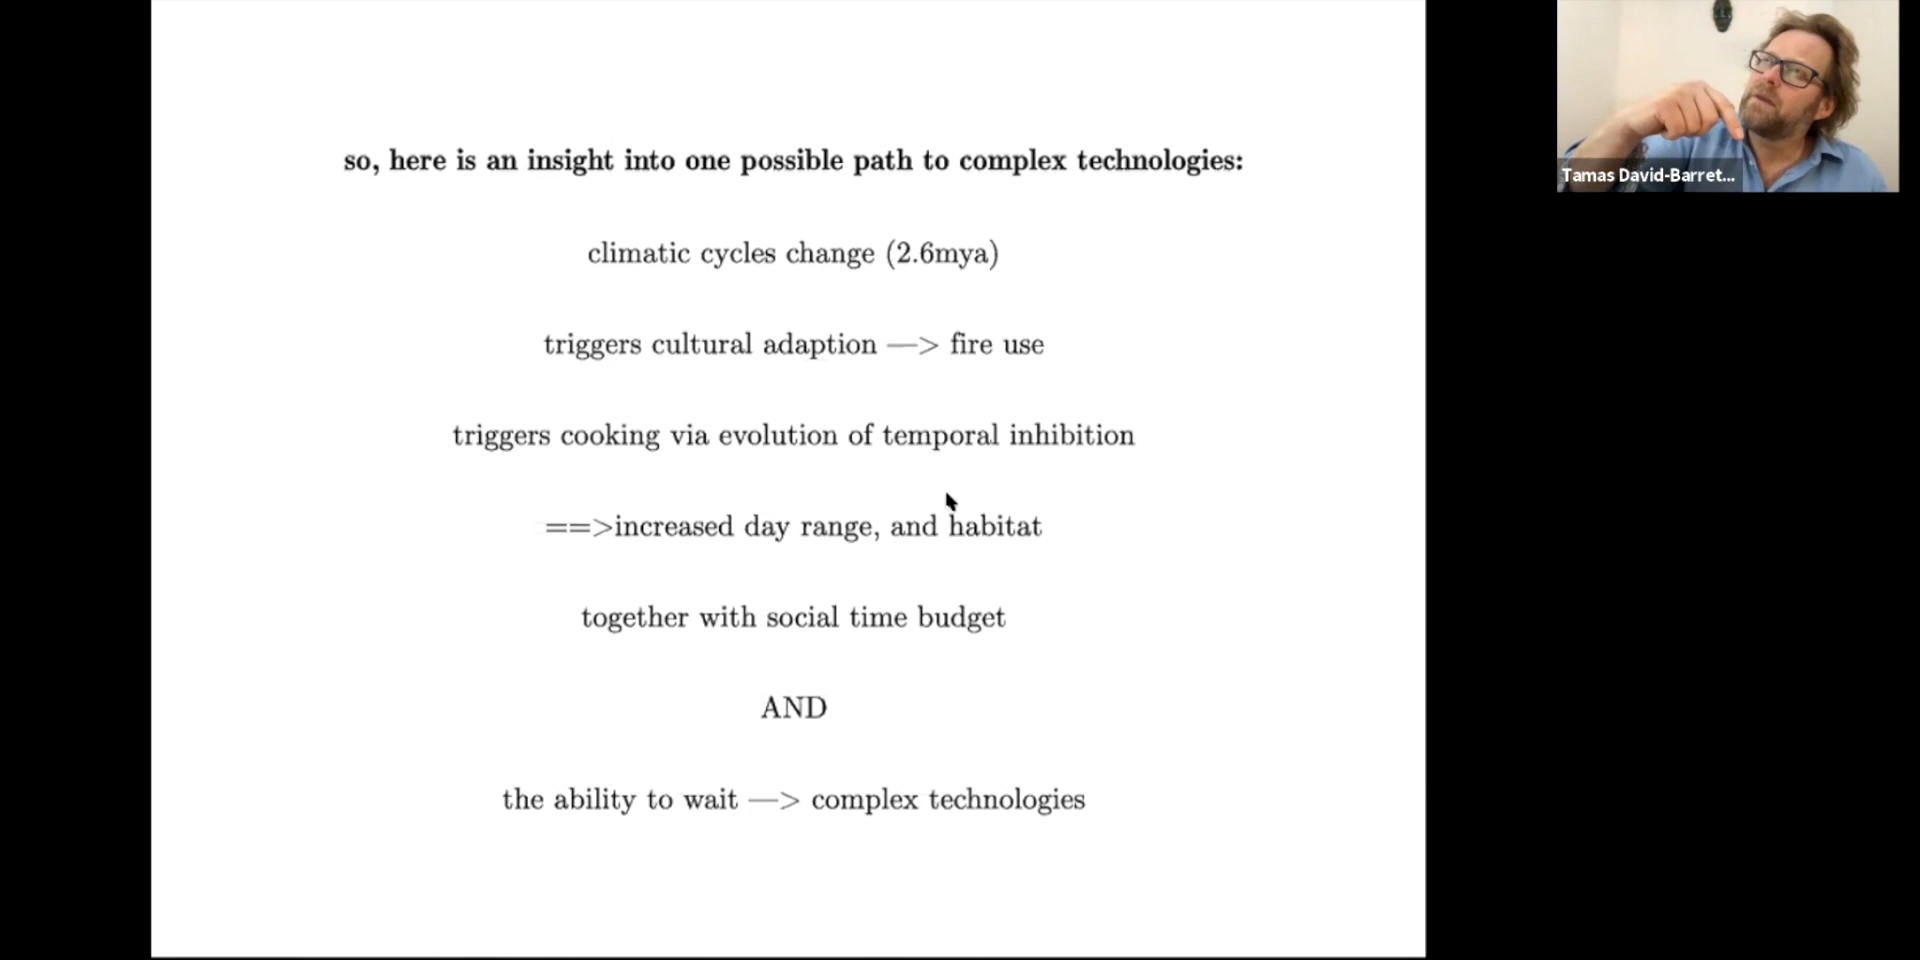 so, here is an insight into one possible path to complex technologies:
climatic cycles change (2.6mya)
triggers cultural adaption —> fire use
triggers cooking via evolution of temporal inhibition
==>increased day range, and habitat
together with social time budget
AND
the ability to wait —> complex technologies
Tamas David-Barret...